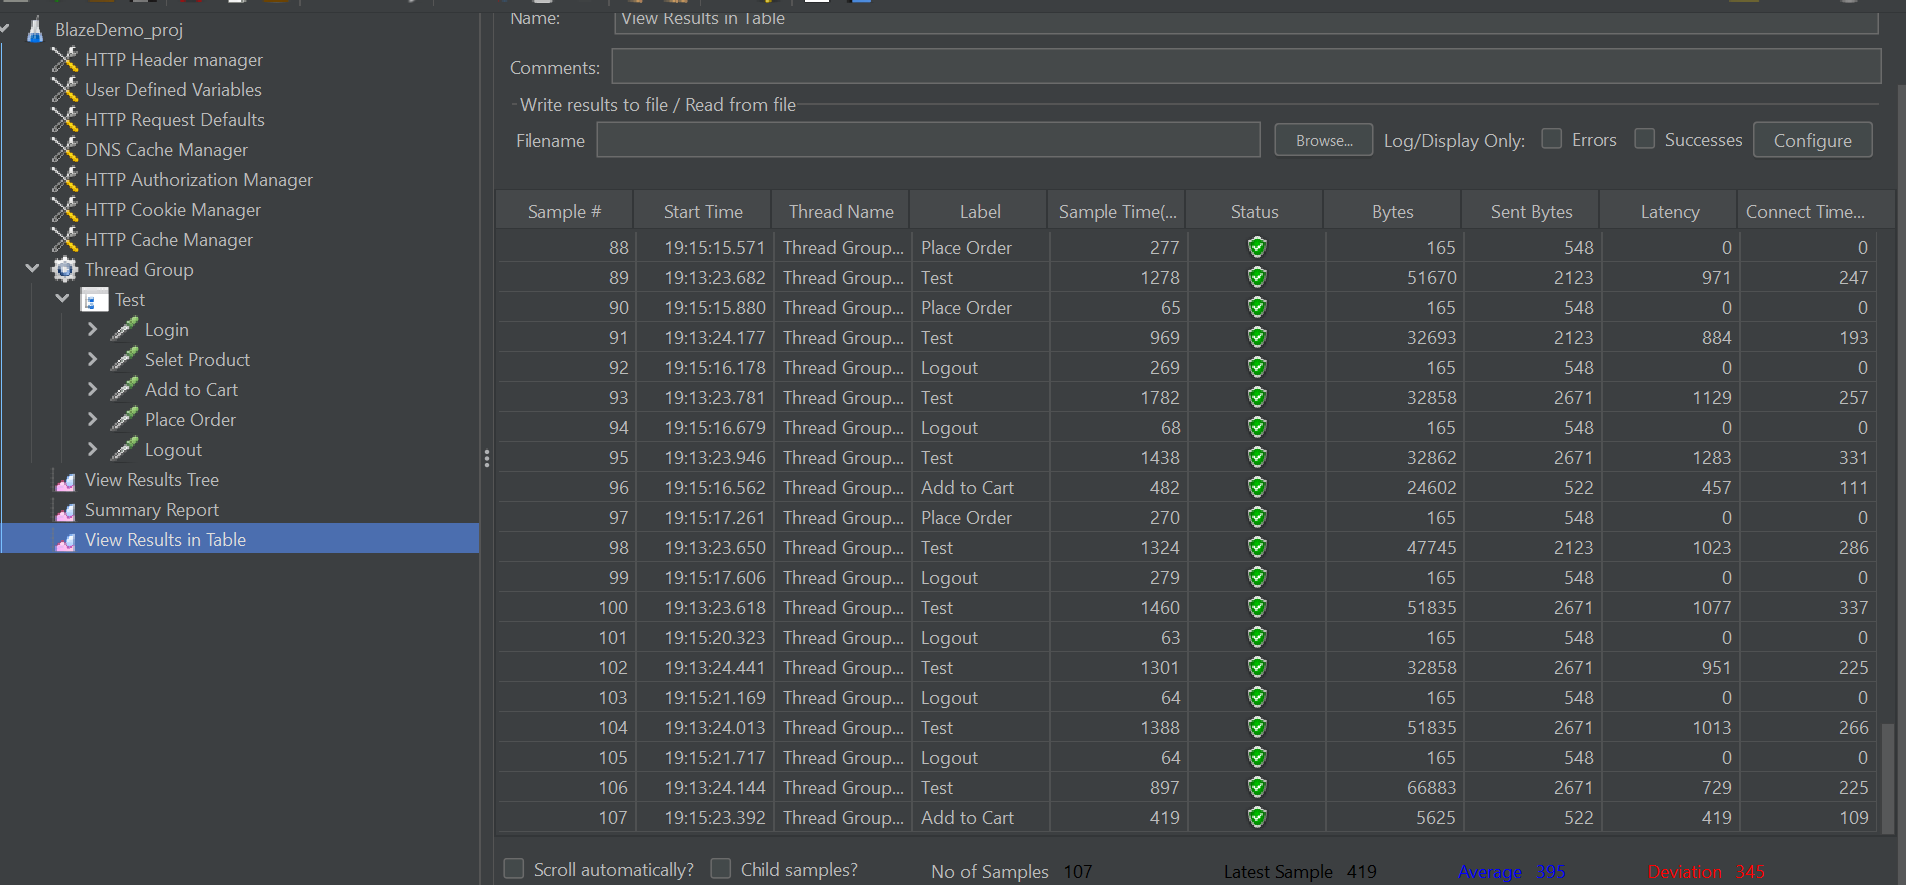 BlazeDemo_proj
HTTP Header manager
User Defined Variables
HTTP Request Defaults
DNS Cache Manager
HTTP Authorization Manager
HTTP Cookie Manager
HTTP Cache Manager
Thread Group
Test
Login
Selet Product
Add to Cart
Place Order
Logout
View Results Tree
Summary Report
View Results in Table
Name: View Results in Table
Comments:
Write results to file / Read from file
Filename Browse... Log/Display Only: Errors Successes Configure
Sample # Start Time Thread Name Label Sample Time(... Status Bytes Sent Bytes Latency Connect Time...
88 19:15:15.571 Thread Group... Place Order 277 165 548 0 0
89 19:13:23.682 Thread Group... Test 1278 51670 2123 971 247
90 19:15:15.880 Thread Group... Place Order 65 165 548 0 0
91 19:13:24.177 Thread Group... Test 969 32693 2123 884 193
92 19:15:16.178 Thread Group... Logout 269 165 548 0 0
93 19:13:23.781 Thread Group... Test 1782 32858 2671 1129 257
94 19:15:16.679 Thread Group... Logout 68 165 548 0 0
95 19:13:23.946 Thread Group... Test 1438 32862 2671 1283 331
96 19:15:16.562 Thread Group... Add to Cart 482 24602 522 457 111
97 19:15:17.261 Thread Group... Place Order 270 165 548 0 0
98 19:13:23.650 Thread Group... Test 1324 47745 2123 1023 286
99 19:15:17.606 Thread Group... Logout 279 165 548 0 0
100 19:13:23.618 Thread Group... Test 1460 51835 2671 1077 337
101 19:15:20.323 Thread Group... Logout 63 165 548 0 0
102 19:13:24.441 Thread Group... Test 1301 32858 2671 951 225
103 19:15:21.169 Thread Group... Logout 64 165 548 0 0
104 19:13:24.013 Thread Group... Test 1388 51835 2671 1013 266
105 19:15:21.717 Thread Group... Logout 64 165 548 0 0
106 19:13:24.144 Thread Group... Test 897 66883 2671 729 225
107 19:15:23.392 Thread Group... Add to Cart 419 5625 522 419 109
Scroll automatically? Child samples? No of Samples 107 Latest Sample 419 Average 395 Deviation 345